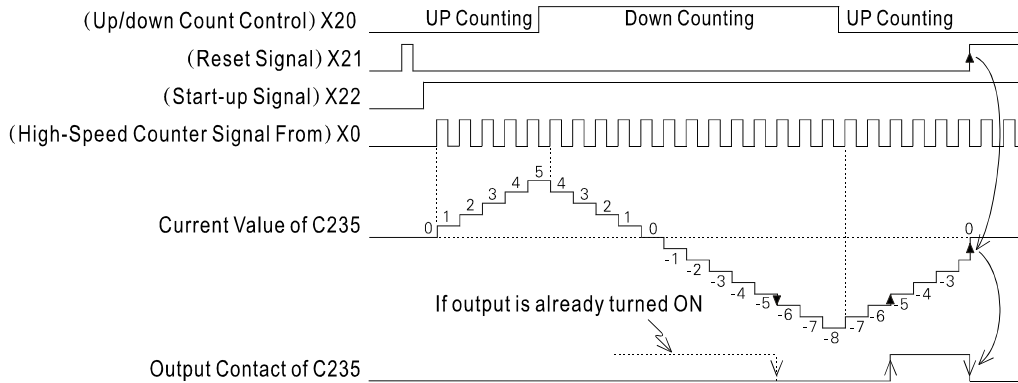 (Up/down Count Control) X20
UP Counting
Down Counting
UP Counting
(Reset Signal) X21
(Start-up Signal) X22
(High-Speed Counter Signal From) X0
Current Value of C235
0
1
2
3
4
5
4
3
2
1
0
-1
-2
-3
-4
-5
-6
-7
-8
-7
-6
-5
-4
-3
0
If output is already turned ON
Output Contact of C235